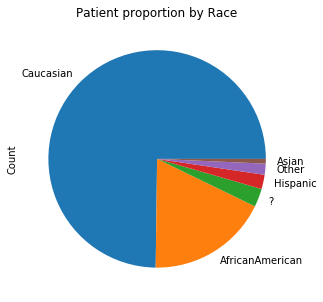 Patient proportion by Race
Caucasian
Count
Asian
Other
Hispanic
?
AfricanAmerican